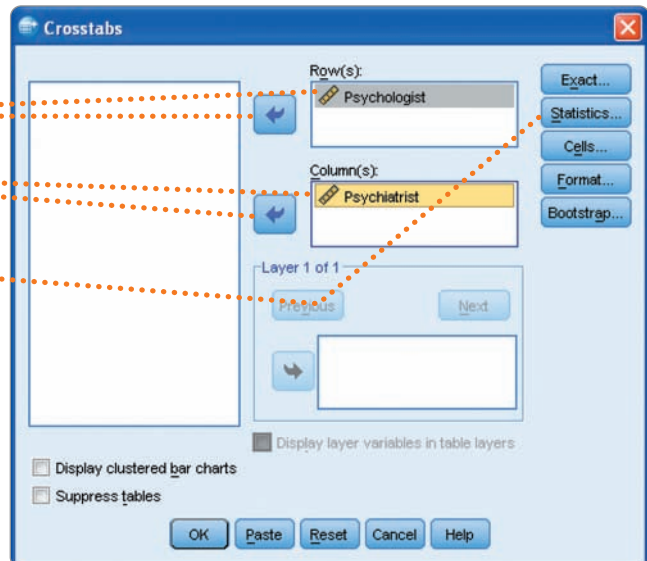 Crosstabs
Row(s):
Psychologist
Exact...
Statistics...
Cells...
Format...
Bootstrap...
Column(s):
Psychiatrist
Layer 1 of 1
Previous
Next
Display layer variables in table layers
Display clustered bar charts
Suppress tables
OK Paste Reset Cancel Help